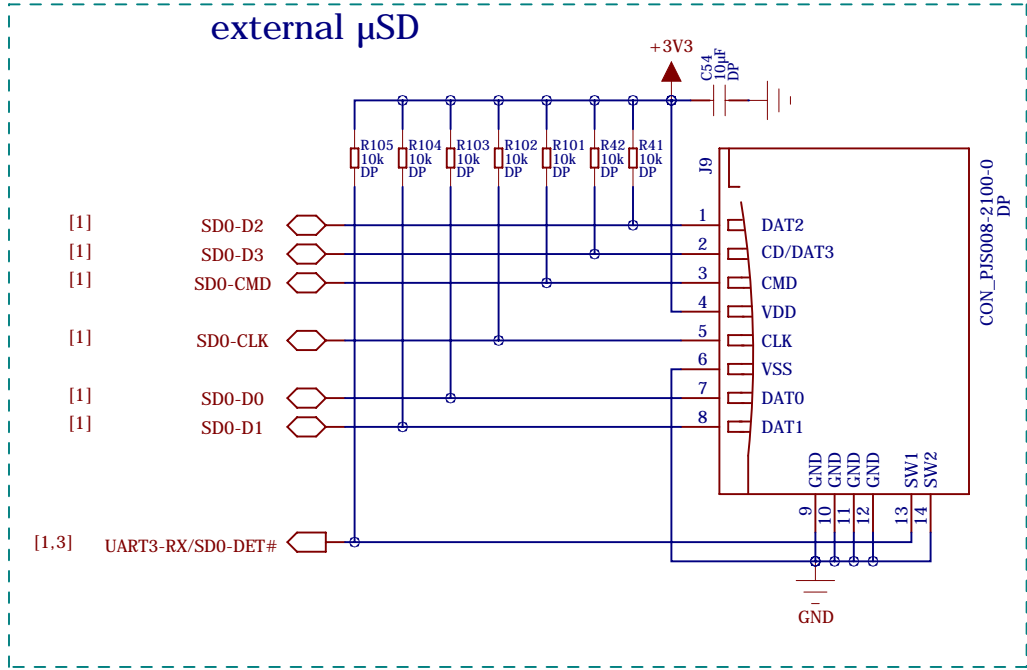 external µSD
+3V3
C54
10µF
DP
R105
10k
DP
R104
10k
DP
R103
10k
DP
R102
10k
DP
R101
10k
DP
R42
10k
DP
R41
10k
DP
J9
CON_PJS008-2100-0
DP
[1] SD0-D2 1 DAT2
[1] SD0-D3 2 CD/DAT3
[1] SD0-CMD 3 CMD
4 VDD
[1] SD0-CLK 5 CLK
6 VSS
[1] SD0-D0 7 DAT0
[1] SD0-D1 8 DAT1
GND GND GND GND SW1 SW2
9 10 11 12 13 14
[1,3] UART3-RX/SD0-DET#
GND